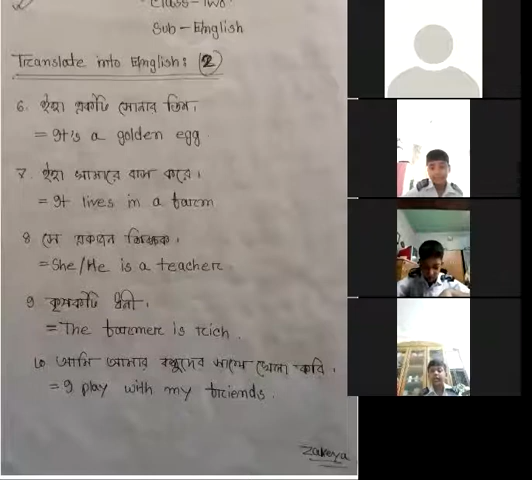 Class-Two
Sub-English
Translate into English: (2)
6. ইহা একটি সোনার ডিম।
= It's a golden egg.
7. ইহা খামারে বাস করে।
= It lives in a farm
8 সে একজন শিক্ষক।
= She/He is a teacher.
9 কৃষকটি ধনী।
= The farmer is rich.
১০ আমি আমার বন্ধুদের সাথে খেলা করি।
= I play with my friends.
Zakeya